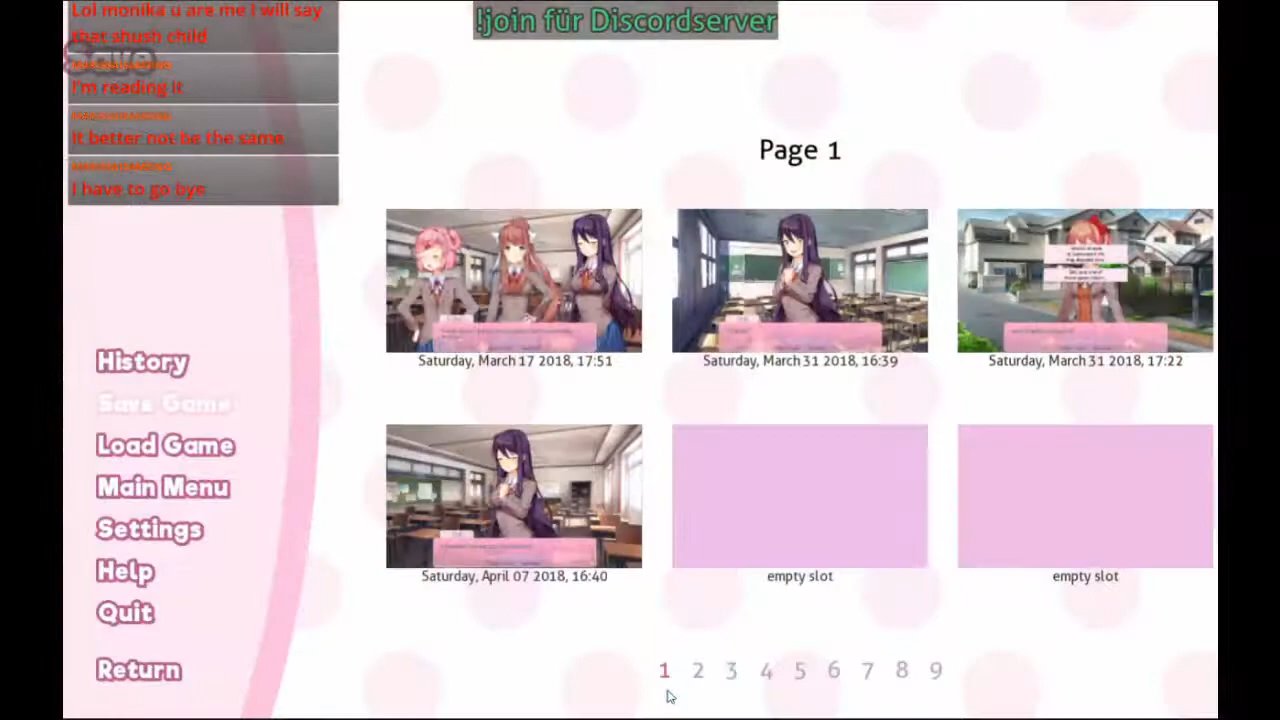 Lol monika u are me I will say
that shush child
Save
I'm reading it
It better not be the same
I have to go bye
!join für Discordserver
Page 1
Saturday, March 17 2018, 17:51
Saturday, March 31 2018, 16:39
Saturday, March 31 2018, 17:22
Saturday, April 07 2018, 16:40
empty slot
empty slot
History
Save Game
Load Game
Main Menu
Settings
Help
Quit
Return
1 2 3 4 5 6 7 8 9